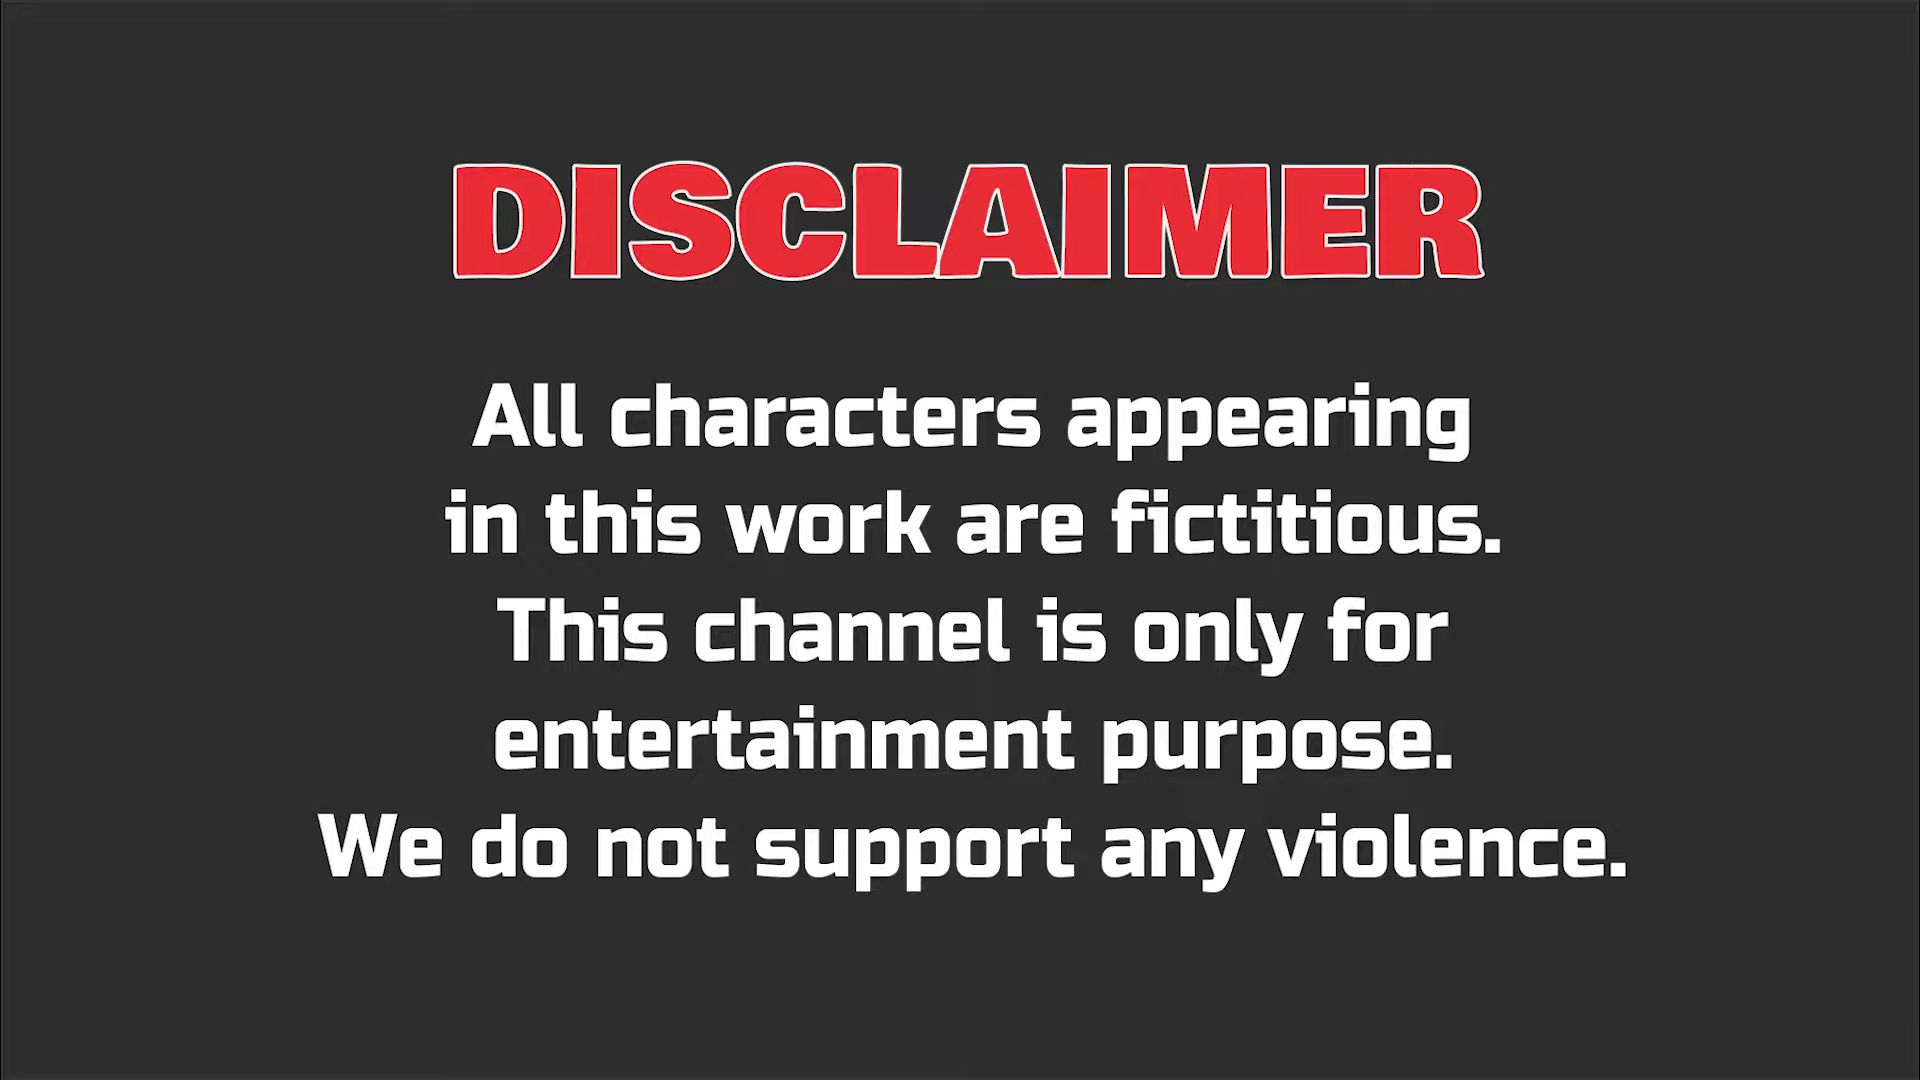 DISCLAIMER
All characters appearing
in this work are fictitious.
This channel is only for
entertainment purpose.
We do not support any violence.